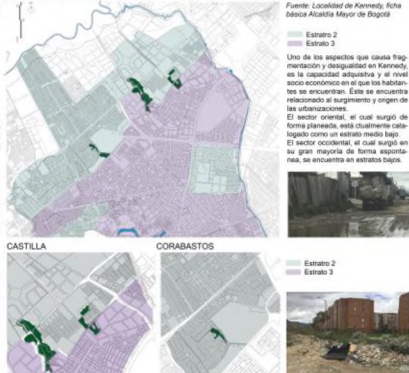 Fuente: Localidad de Kennedy, ficha
básica Alcaldía Mayor de Bogotá
Estrato 2
Estrato 3
Uno de los aspectos que causa frag-
mentación y desigualdad en Kennedy,
es la capacidad adquisitiva y el nivel
socio económico en el que los habitan-
tes se encuentran. Éste se encuentra
relacionado al surgimiento y origen de
las urbanizaciones.
El sector oriental, el cual surgió de
forma planeada, está ctualmente cata-
logado como un estrato medio bajo.
El sector occidental, el cual surgió en
su gran mayoría de forma esponta-
nea, se encuentra en estratos bajos.
CASTILLA
CORABASTOS
Estrato 2
Estrato 3